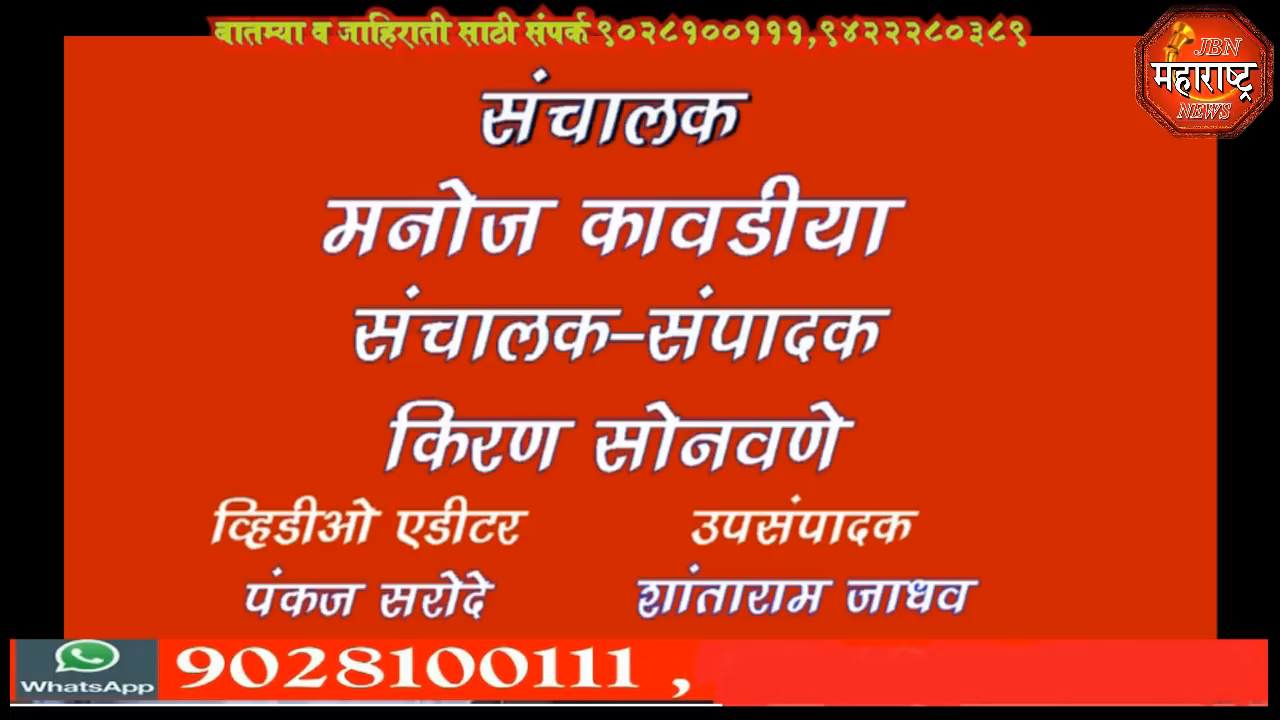 बातम्या व जाहिराती साठी संपर्क ९०२८१००१११,९४२२२८०३८९
JBN
महाराष्ट्र
NEWS
संचालक
मनोज कावडीया
संचालक-संपादक
किरण सोनवणे
व्हिडीओ एडीटर
उपसंपादक
पंकज सरोदे
शांताराम जाधव
WhatsApp
9028100111 ,